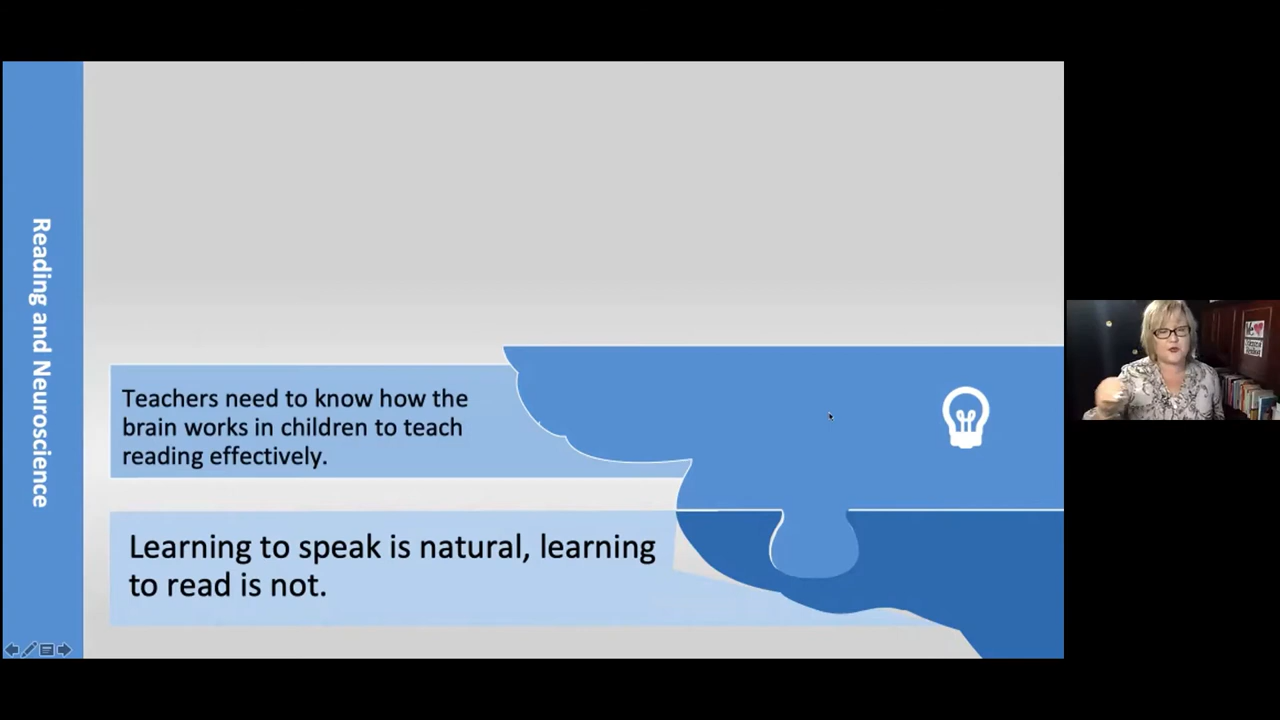 Reading and Neuroscience
Teachers need to know how the
brain works in children to teach
reading effectively.
Learning to speak is natural, learning
to read is not.